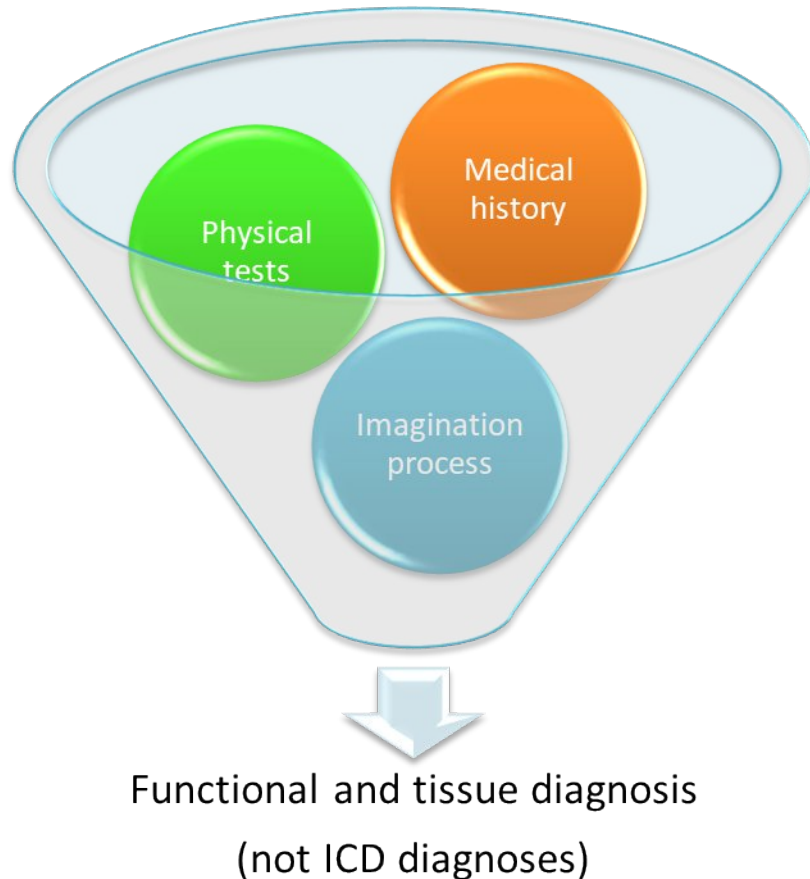 Medical
history
Physical
tests
Imagination
process
Functional and tissue diagnosis
(not ICD diagnoses)